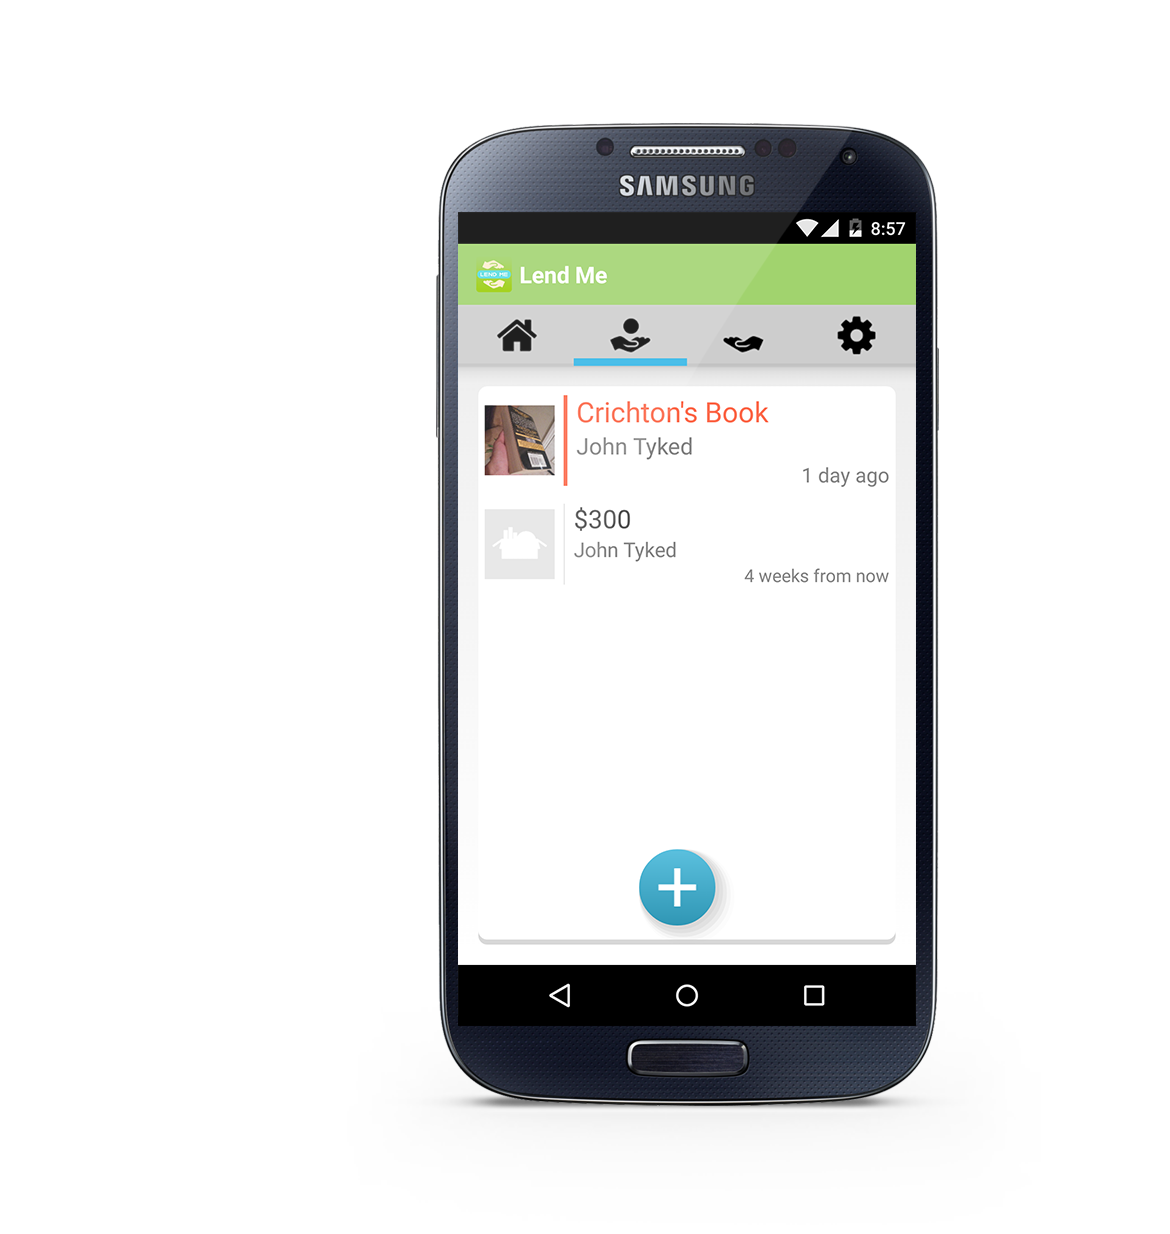 SAMSUNG
8:57
LEND ME
Lend Me
Crichton's Book
John Tyked
1 day ago
$300
John Tyked
4 weeks from now